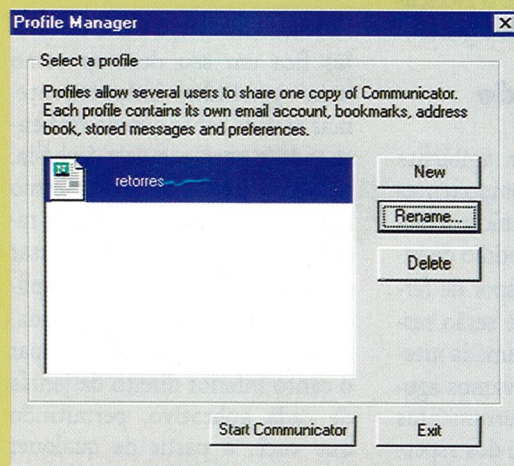 Profile Manager
Select a profile
Profiles allow several users to share one copy of Communicator.
Each profile contains its own email account, bookmarks, address
book, stored messages and preferences.
N
retorres
New
Rename...
Delete
Start Communicator
Exit